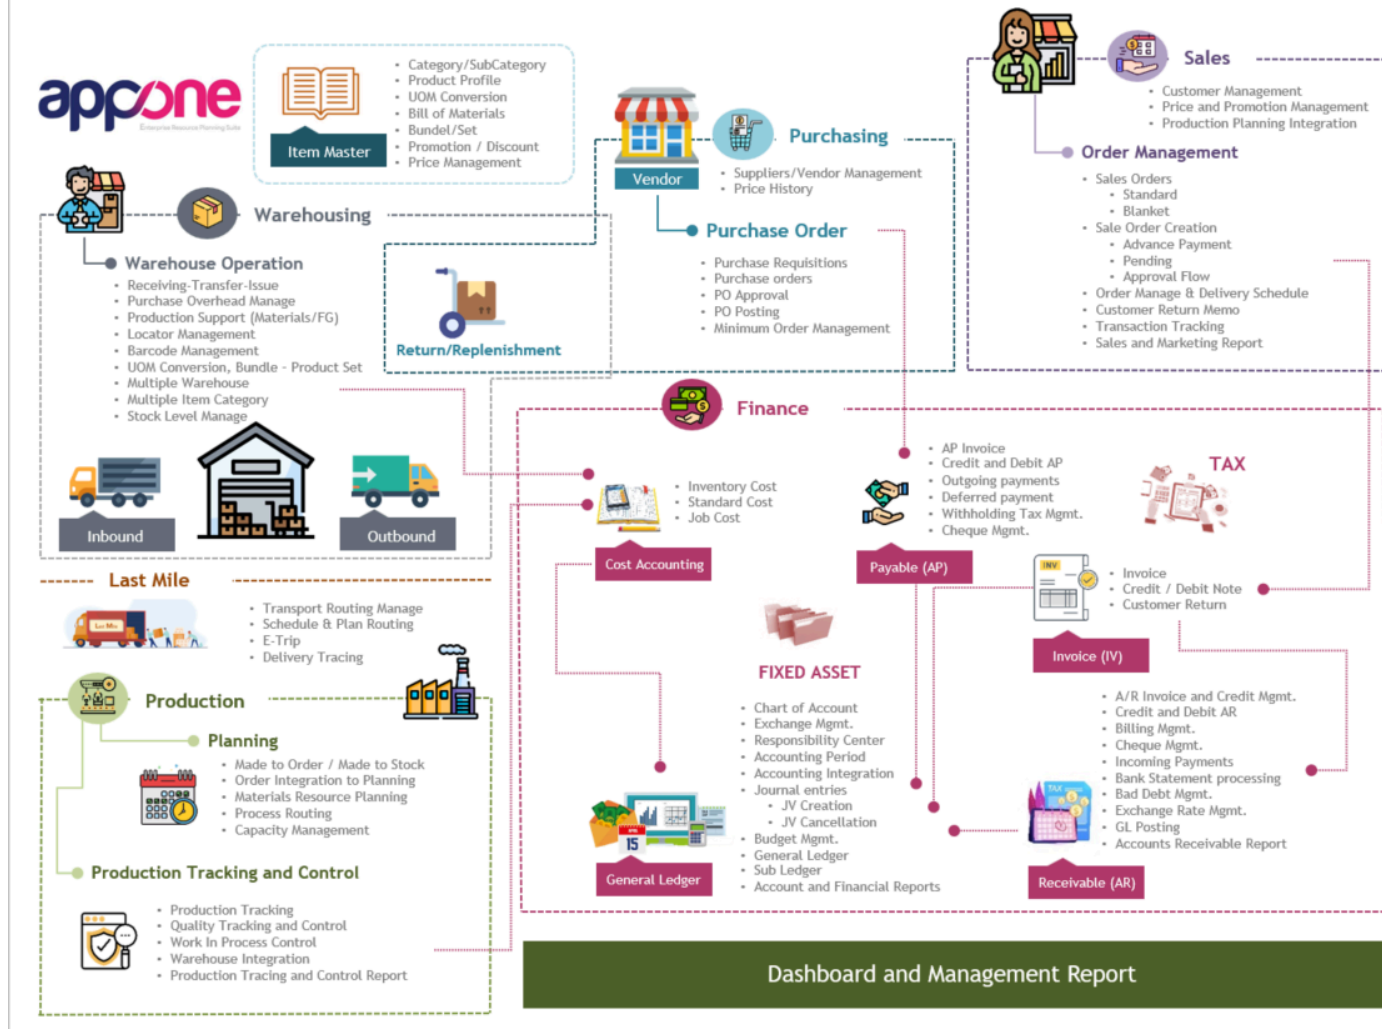 appone
Enterprise Resource Planning Suite
Item Master
• Category/SubCategory
• Product Profile
• UOM Conversion
• Bill of Materials
• Bundel/Set
• Promotion / Discount
• Price Management
Warehousing
Warehouse Operation
• Receiving-Transfer-Issue
• Purchase Overhead Manage
• Production Support (Materials/FG)
• Locator Management
• Barcode Management
• UOM Conversion, Bundle - Product Set
• Multiple Warehouse
• Multiple Item Category
• Stock Level Manage
Inbound
Outbound
Vendor
Purchasing
• Suppliers/Vendor Management
• Price History
Purchase Order
• Purchase Requisitions
• Purchase orders
• PO Approval
• PO Posting
• Minimum Order Management
Return/Replenishment
Sales
• Customer Management
• Price and Promotion Management
• Production Planning Integration
Order Management
• Sales Orders
• Standard
• Blanket
• Sale Order Creation
• Advance Payment
• Pending
• Approval Flow
• Order Manage & Delivery Schedule
• Customer Return Memo
• Transaction Tracking
• Sales and Marketing Report
Last Mile
• Transport Routing Manage
• Schedule & Plan Routing
• E-Trip
• Delivery Tracing
Production
Planning
• Made to Order / Made to Stock
• Order Integration to Planning
• Materials Resource Planning
• Process Routing
• Capacity Management
Production Tracking and Control
• Production Tracking
• Quality Tracking and Control
• Work In Process Control
• Warehouse Integration
• Production Tracing and Control Report
Finance
• Inventory Cost
• Standard Cost
• Job Cost
Cost Accounting
• AP Invoice
• Credit and Debit AP
• Outgoing payments
• Deferred payment
• Withholding Tax Mgmt.
• Cheque Mgmt.
Payable (AP)
TAX
INV
• Invoice
• Credit / Debit Note
• Customer Return
Invoice (IV)
FIXED ASSET
• Chart of Account
• Exchange Mgmt.
• Responsibility Center
• Accounting Period
• Accounting Integration
• Journal entries
• JV Creation
• JV Cancellation
• Budget Mgmt.
• General Ledger
• Sub Ledger
• Account and Financial Reports
15
General Ledger
TAX
• A/R Invoice and Credit Mgmt.
• Credit and Debit AR
• Billing Mgmt.
• Cheque Mgmt.
• Incoming Payments
• Bank Statement processing
• Bad Debt Mgmt.
• Exchange Rate Mgmt.
• GL Posting
• Accounts Receivable Report
Receivable (AR)
Dashboard and Management Report